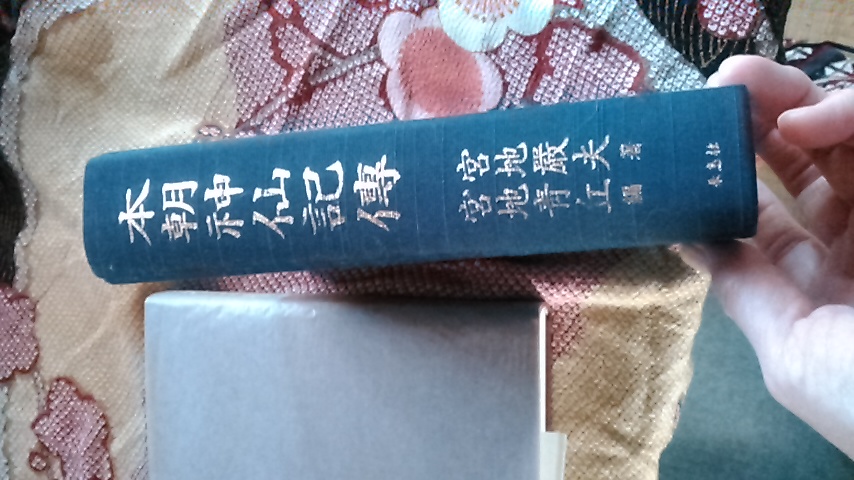 本朝神仙記傳
宮地嚴夫 著
宮地青丘 編